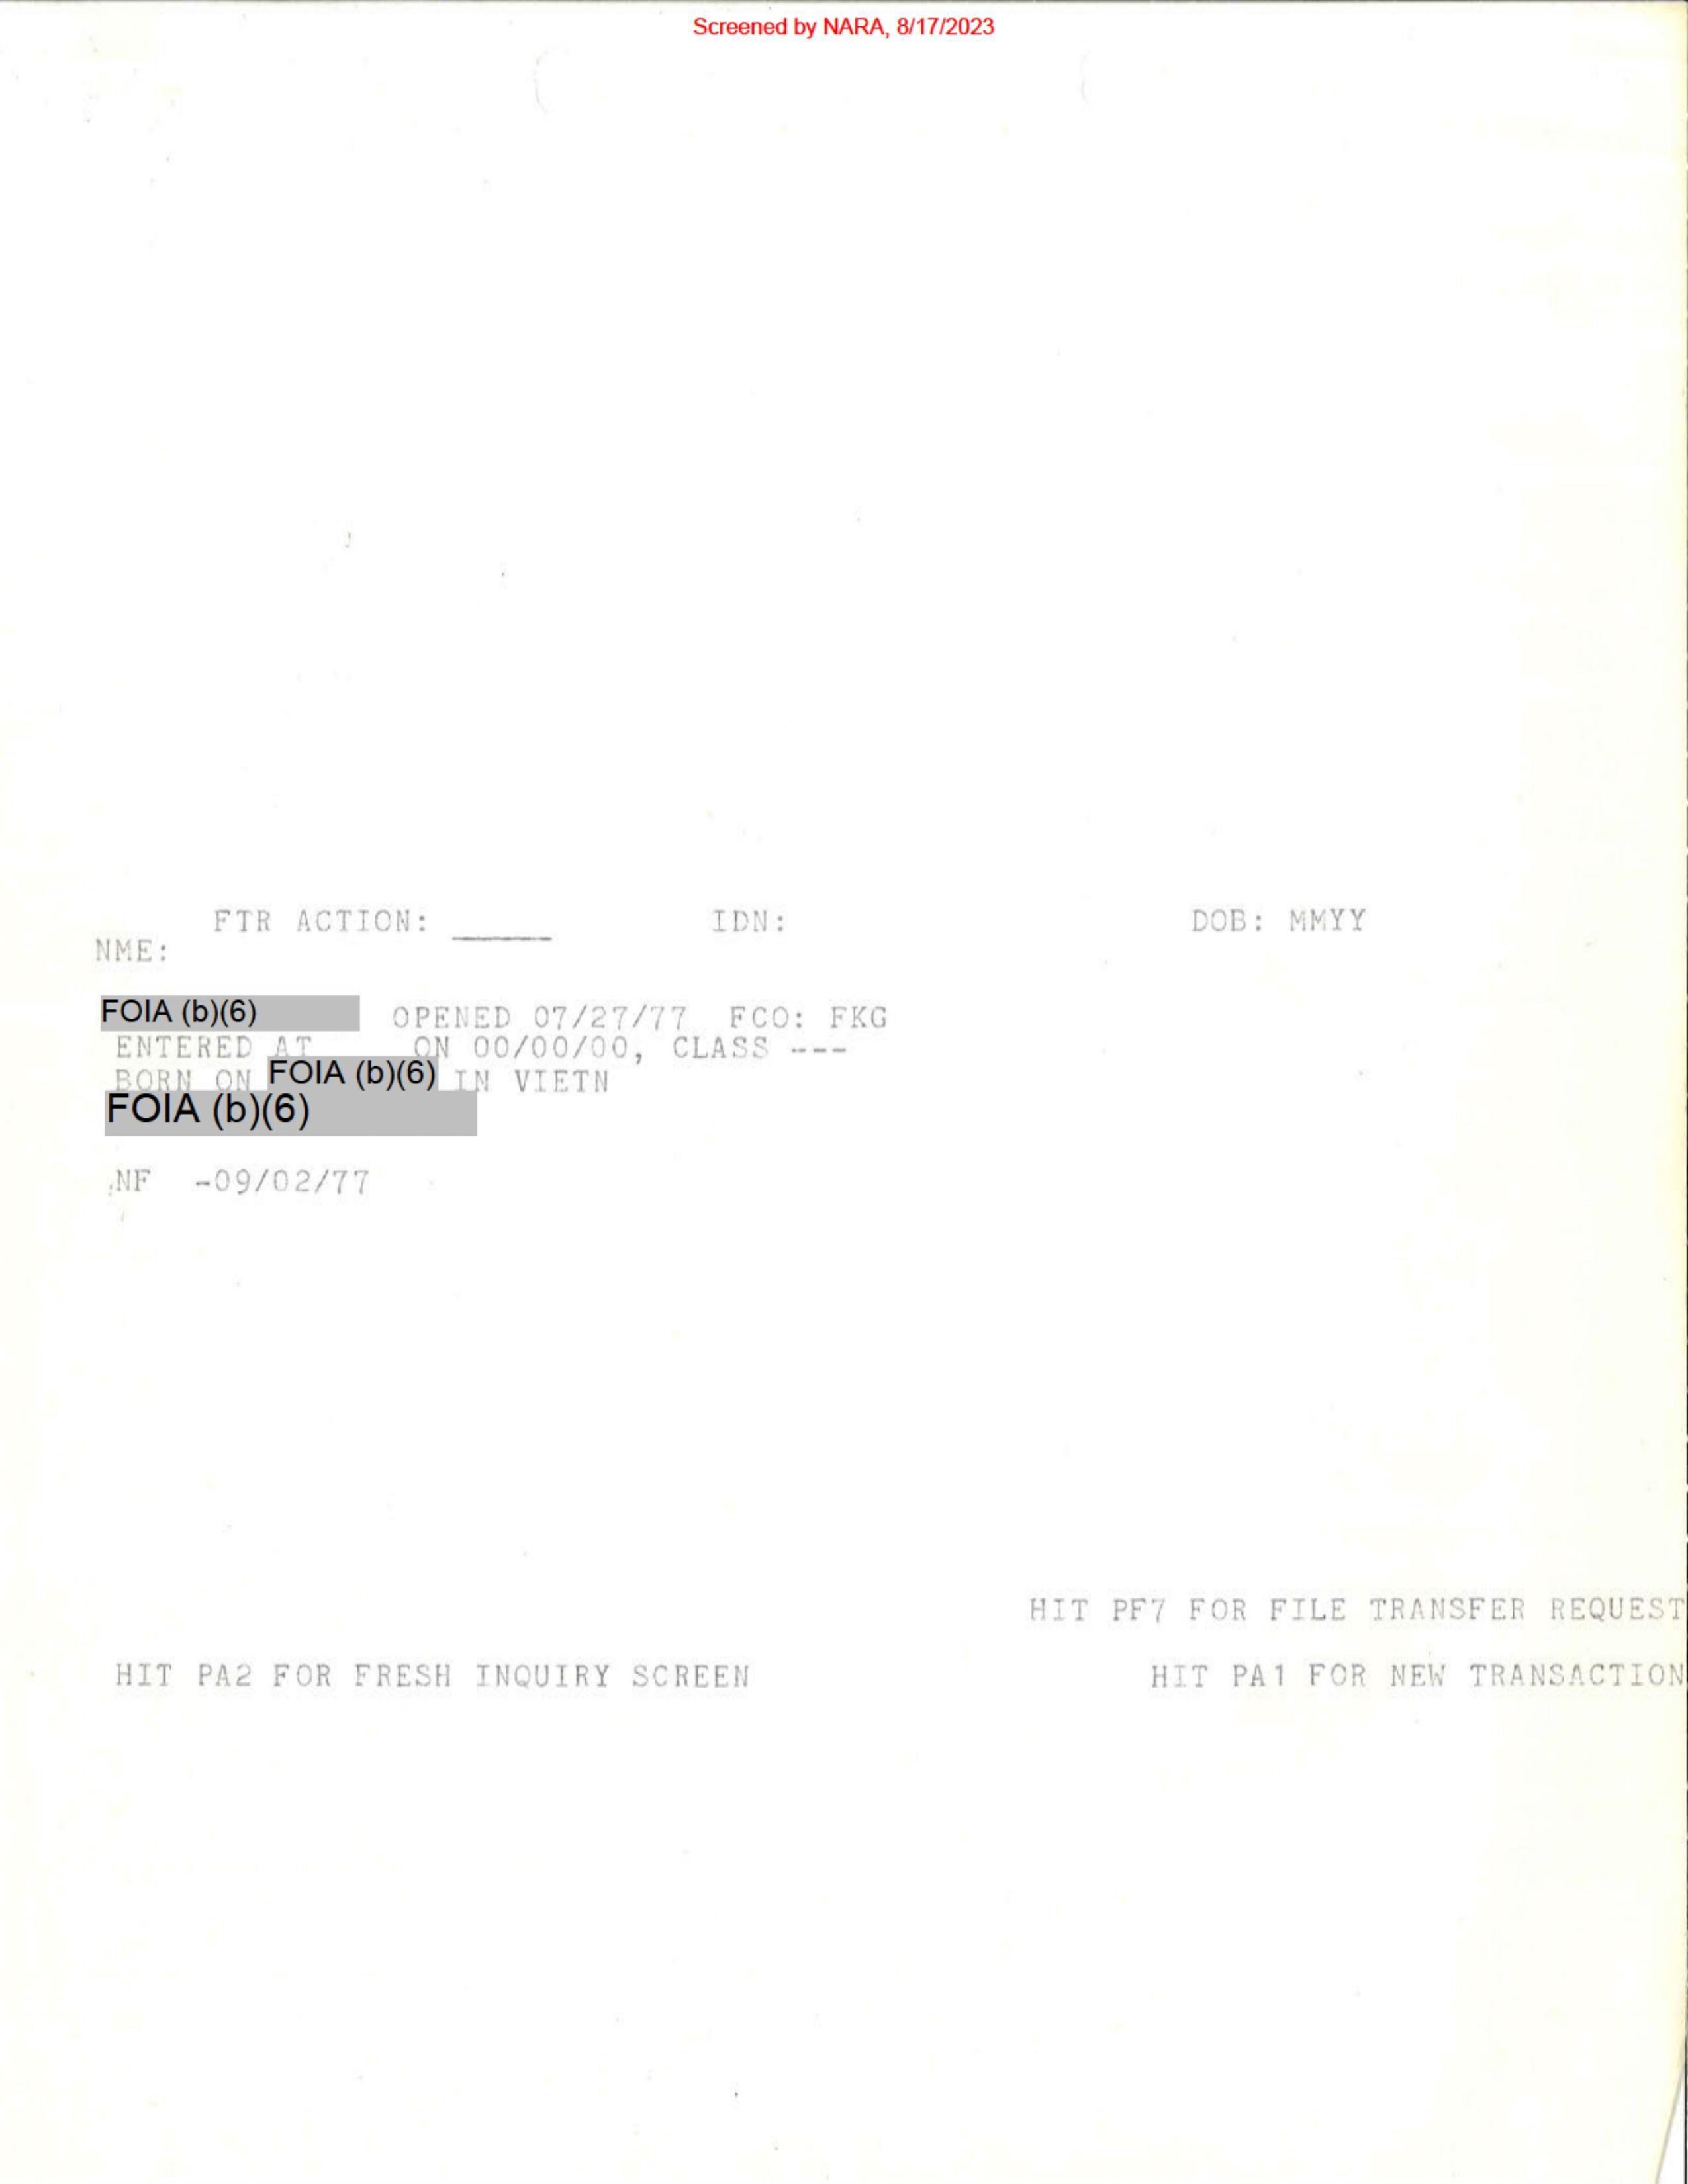 Screened by NARA, 8/17/2023
FTR ACTION: ______ IDN: DOB: MMYY
NME:
FOIA (b)(6) OPENED 07/27/77 FCO: FKG
ENTERED AT ON 00/00/00, CLASS ---
BORN ON FOIA (b)(6) IN VIETN
FOIA (b)(6)
NF -09/02/77
HIT PF7 FOR FILE TRANSFER REQUEST
HIT PA2 FOR FRESH INQUIRY SCREEN HIT PA1 FOR NEW TRANSACTION